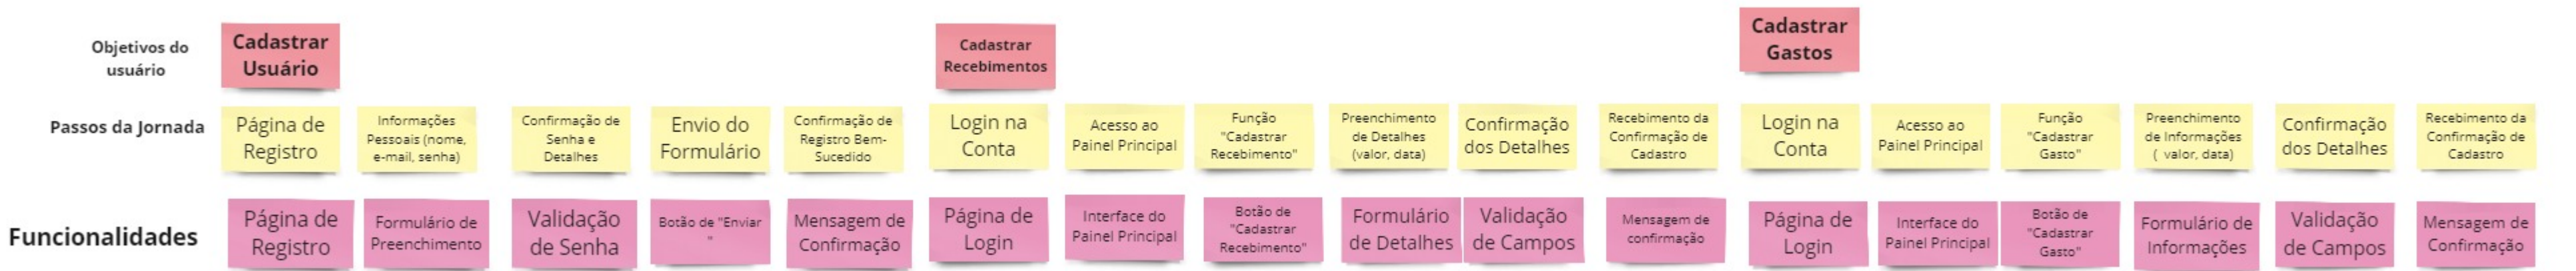 Objetivos do
usuário
Cadastrar
Usuário
Cadastrar
Recebimentos
Cadastrar
Gastos
Passos da Jornada
Página de
Registro
Informações
Pessoais (nome,
e-mail, senha)
Confirmação de
Senha e
Detalhes
Envio do
Formulário
Confirmação de
Registro Bem-
Sucedido
Login na
Conta
Acesso ao
Painel Principal
Função
"Cadastrar
Recebimento"
Preenchimento
de Detalhes
(valor, data)
Confirmação
dos Detalhes
Recebimento da
Confirmação de
Cadastro
Login na
Conta
Acesso ao
Painel Principal
Função
"Cadastrar
Gasto"
Preenchimento
de Informações
( valor, data)
Confirmação
dos Detalhes
Recebimento da
Confirmação de
Cadastro
Funcionalidades
Página de
Registro
Formulário de
Preenchimento
Validação
de Senha
Botão de "Enviar
"
Mensagem de
Confirmação
Página de
Login
Interface do
Painel Principal
Botão de
"Cadastrar
Recebimento"
Formulário
de Detalhes
Validação
de Campos
Mensagem de
confirmação
Página de
Login
Interface do
Painel Principal
Botão de
"Cadastrar
Gasto"
Formulário de
Informações
Validação
de Campos
Mensagem de
Confirmação